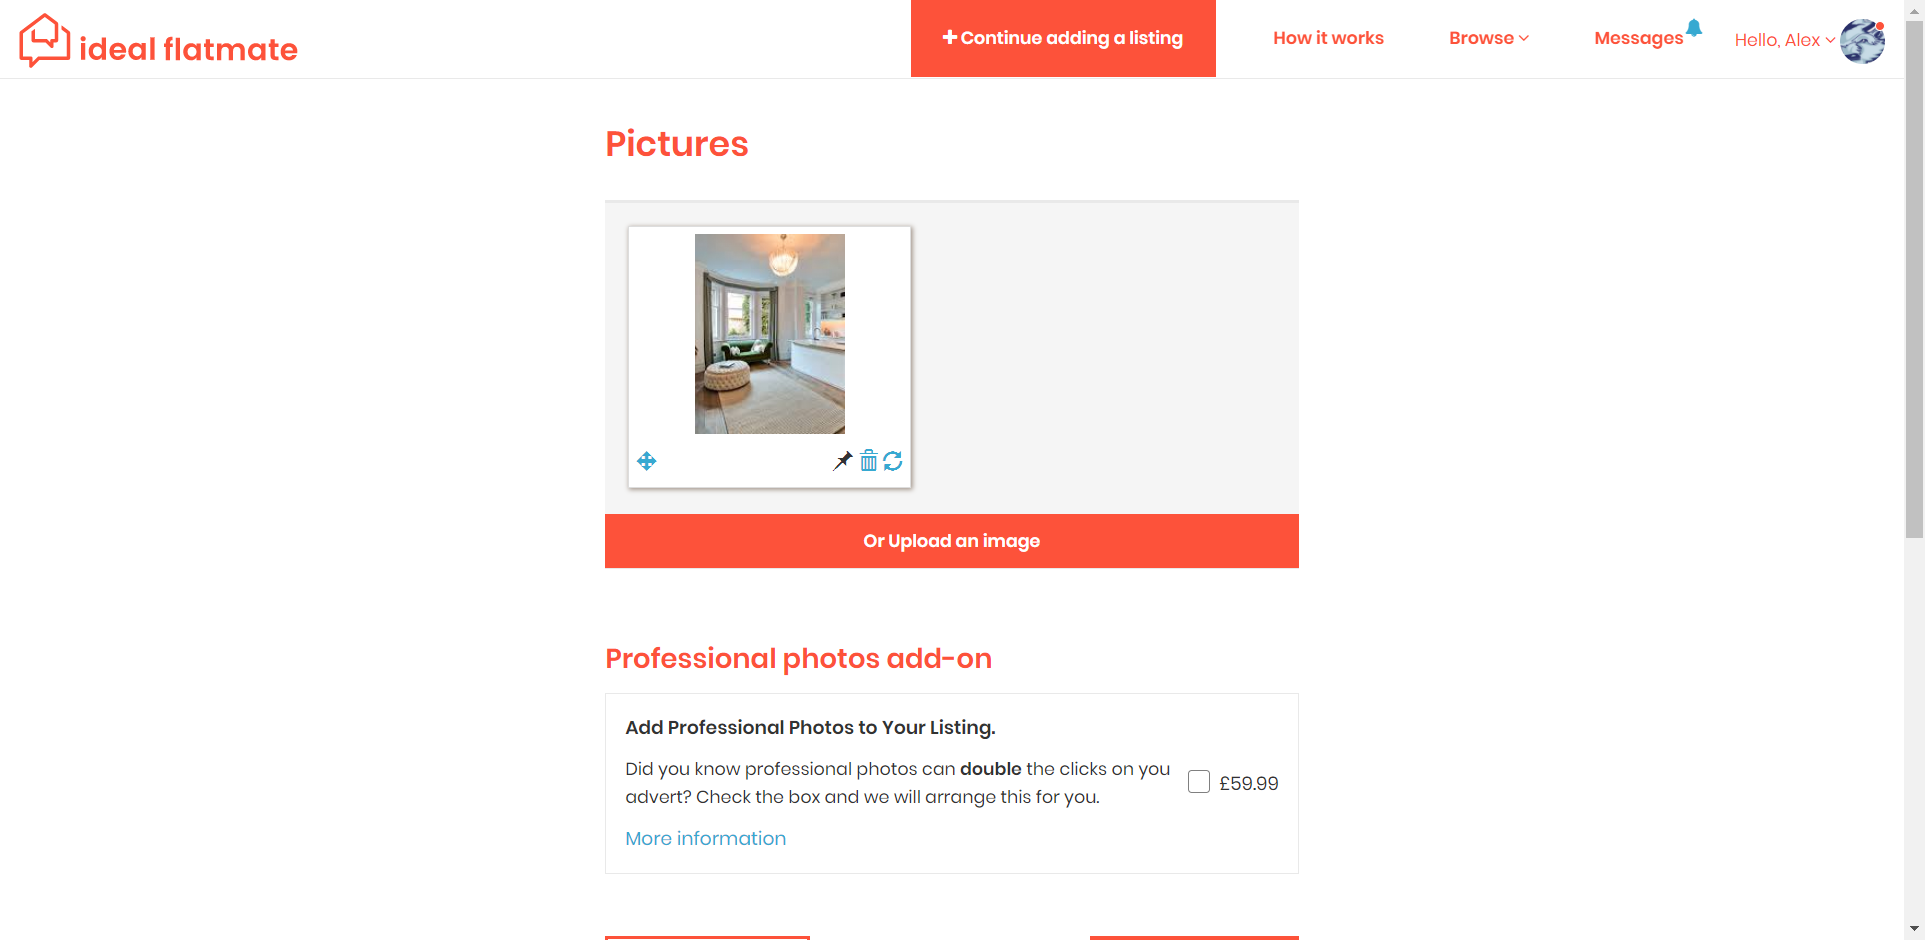 ideal flatmate
Continue adding a listing
How it works
Browse
Messages
Hello, Alex
Pictures
Or Upload an image
Professional photos add-on
Add Professional Photos to Your Listing.
Did you know professional photos can double the clicks on you
advert? Check the box and we will arrange this for you.
£59.99
More information